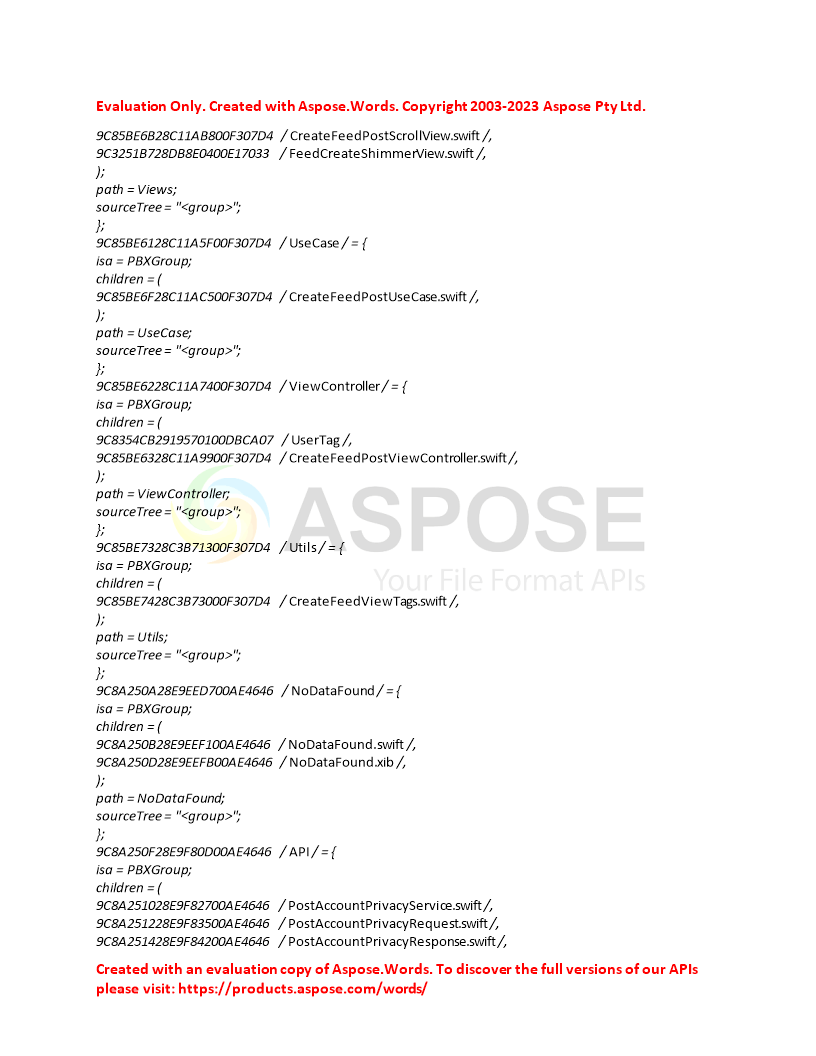 Evaluation Only. Created with Aspose.Words. Copyright 2003-2023 Aspose Pty Ltd.
9C85BE6B28C11AB800F307D4 / CreateFeedPostScrollView.swift /,
9C3251B728DB8E0400E17033 / FeedCreateShimmerView.swift /,
);
path = Views;
sourceTree = "<group>";
};
9C85BE6128C11A5F00F307D4 / UseCase / = {
isa = PBXGroup;
children = (
9C85BE6F28C11AC500F307D4 / CreateFeedPostUseCase.swift /,
);
path = UseCase;
sourceTree = "<group>";
};
9C85BE6228C11A7400F307D4 / ViewController / = {
isa = PBXGroup;
children = (
9C8354CB2919570100DBCA07 / UserTag /,
9C85BE6328C11A9900F307D4 / CreateFeedPostViewController.swift /,
);
path = ViewController;
sourceTree = "<group>";
};
9C85BE7328C3B71300F307D4 / Utils / = {
isa = PBXGroup;
children = (
9C85BE7428C3B73000F307D4 / CreateFeedViewTags.swift /,
);
path = Utils;
sourceTree = "<group>";
};
9C8A250A28E9EED700AE4646 / NoDataFound / = {
isa = PBXGroup;
children = (
9C8A250B28E9EEF100AE4646 / NoDataFound.swift /,
9C8A250D28E9EEFB00AE4646 / NoDataFound.xib /,
);
path = NoDataFound;
sourceTree = "<group>";
};
9C8A250F28E9F80D00AE4646 / API / = {
isa = PBXGroup;
children = (
9C8A251028E9F82700AE4646 / PostAccountPrivacyService.swift /,
9C8A251228E9F83500AE4646 / PostAccountPrivacyRequest.swift /,
9C8A251428E9F84200AE4646 / PostAccountPrivacyResponse.swift /,
Created with an evaluation copy of Aspose.Words. To discover the full versions of our APIs
please visit: https://products.aspose.com/words/
ASPOSE
Your File Format APIs